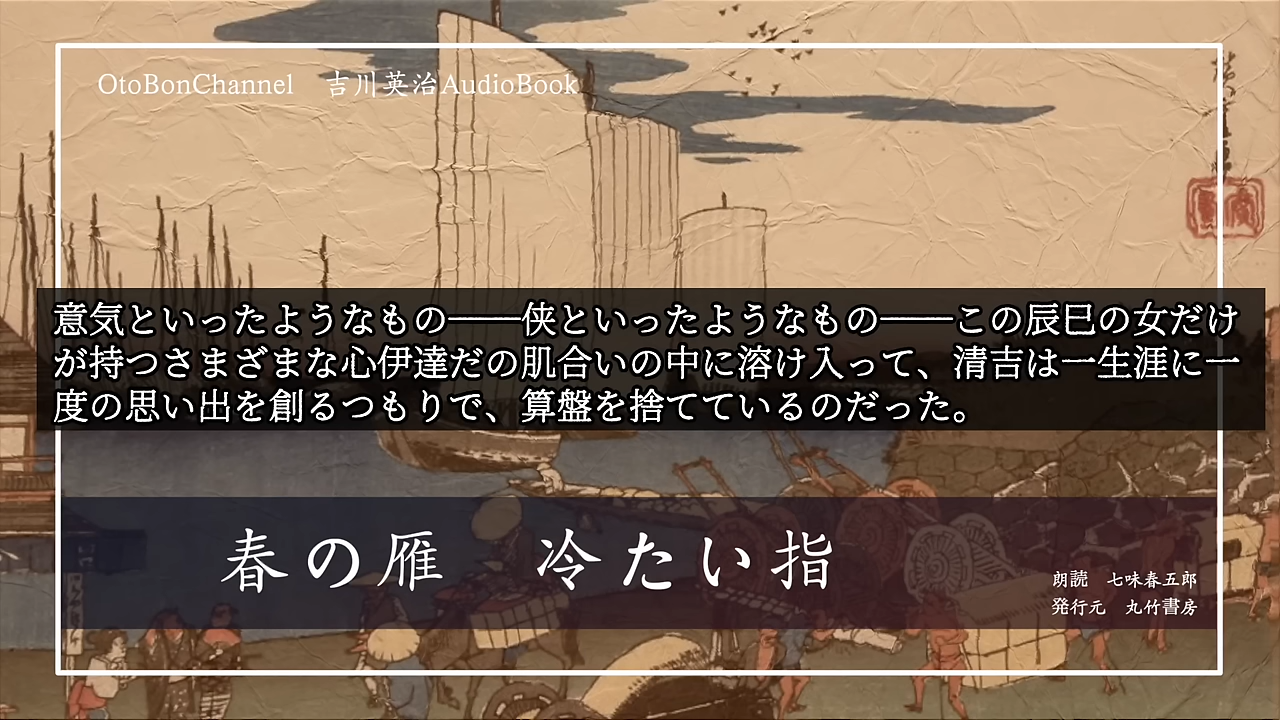 OtoBonChannel 吉川英治AudioBook
意気といったようなもの――侠といったようなもの――この辰巳の女だけ
が持つさまざまな心伊達だの肌合いの中に溶け入って、清吉は一生涯に一
度の思い出を創るつもりで、算盤を捨てているのだった。
春の雁 冷たい指
朗読 七味春五郎
発行元 丸竹書房